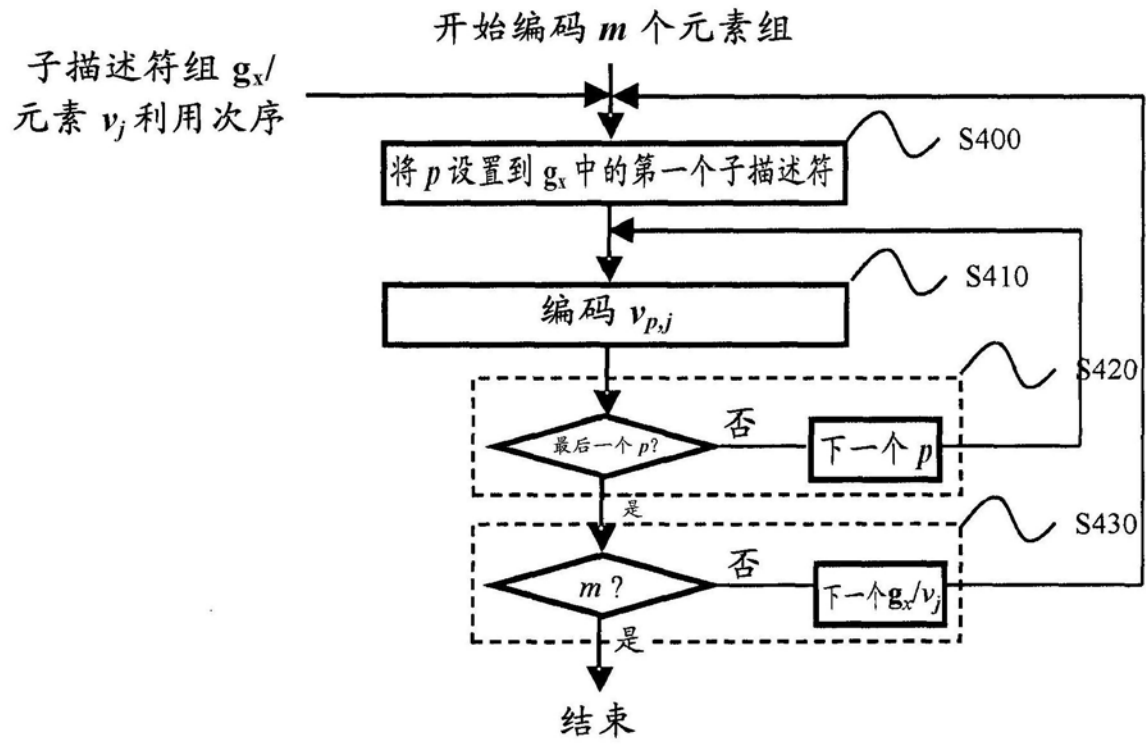 开始编码 m 个元素组
子描述符组 gx/
元素 vj 利用次序
S400
将 p 设置到 gx 中的第一个子描述符
S410
编码 vp,j
S420
最后一个 p?
否
下一个 p
是
S430
m ?
否
下一个gx/vj
是
结束